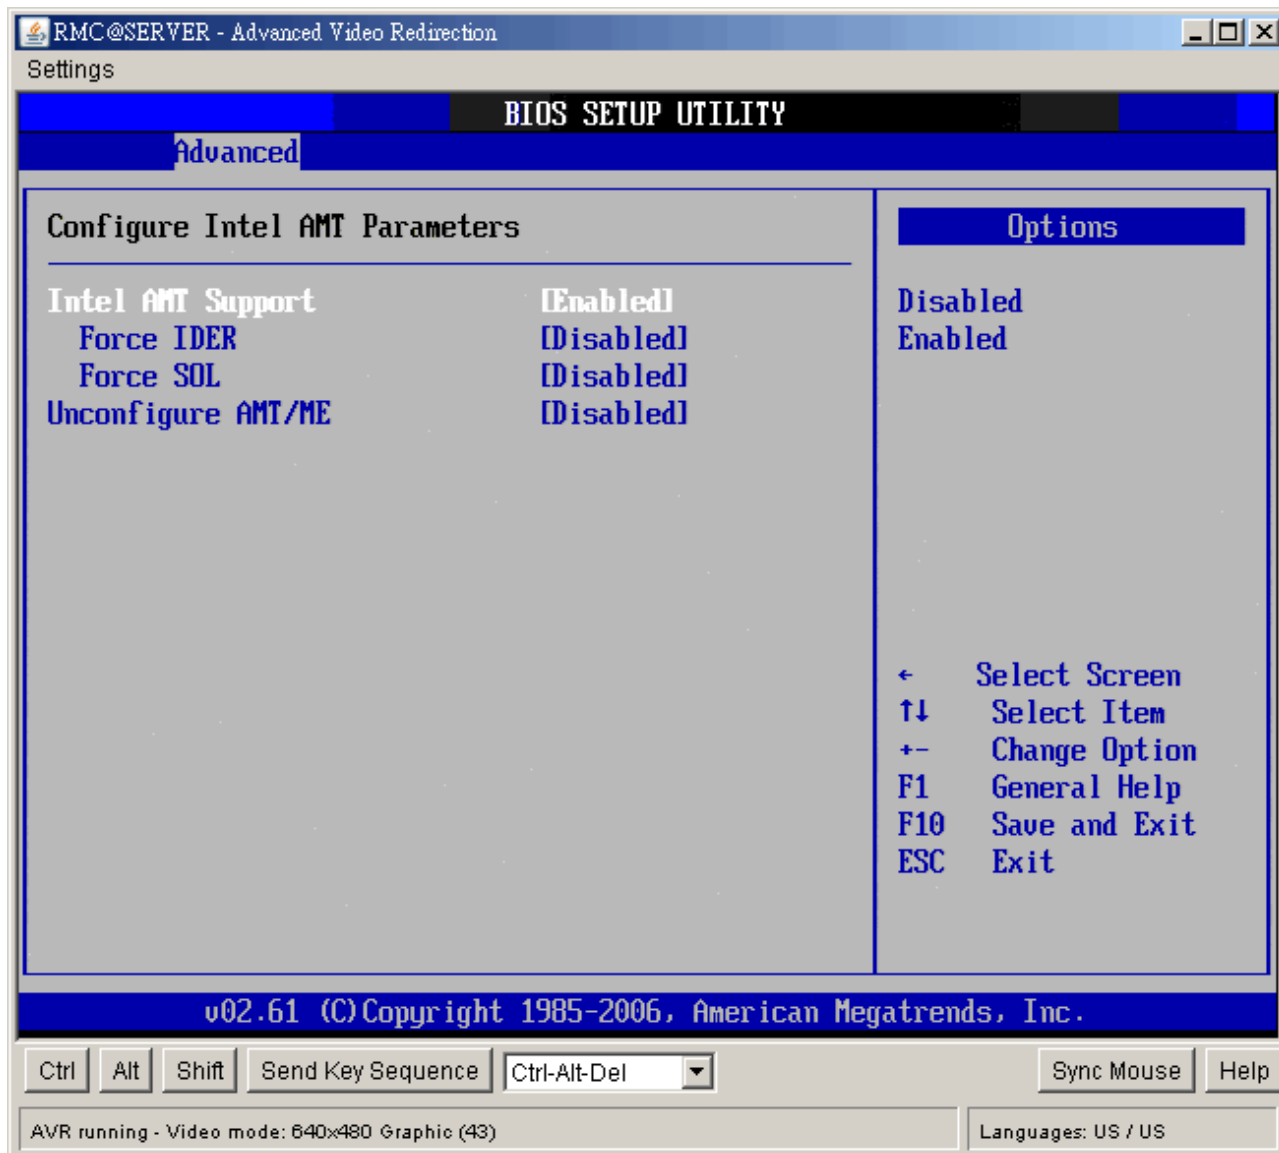 RMC@SERVER - Advanced Video Redirection
Settings
BIOS SETUP UTILITY
Advanced
Configure Intel AMT Parameters
Intel AMT Support [Enabled]
Force IDER [Disabled]
Force SOL [Disabled]
Unconfigure AMT/ME [Disabled]
Options
Disabled
Enabled
← Select Screen
↑↓ Select Item
+- Change Option
F1 General Help
F10 Save and Exit
ESC Exit
v02.61 (C)Copyright 1985-2006, American Megatrends, Inc.
Ctrl Alt Shift Send Key Sequence Ctrl-Alt-Del Sync Mouse Help
AVR running - Video mode: 640x480 Graphic (43) Languages: US / US